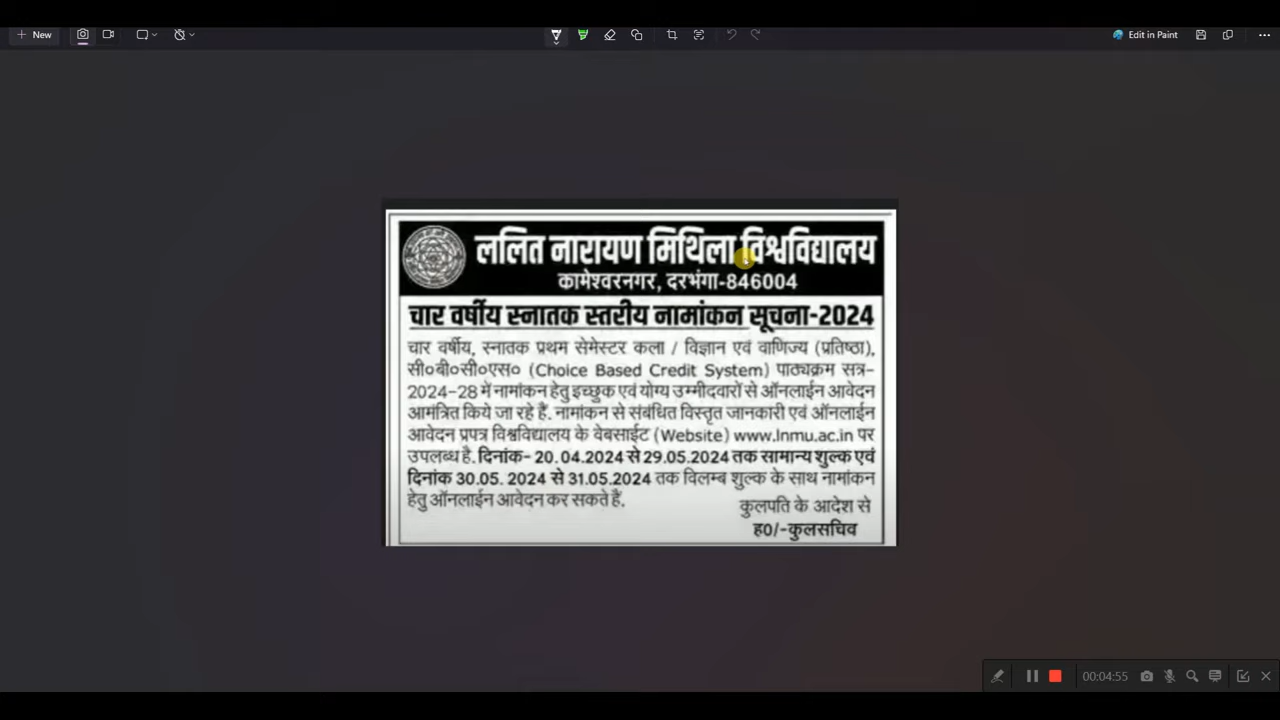 New
Edit in Paint
ललित नारायण मिथिला विश्वविद्यालय
कामेश्वरनगर, दरभंगा-846004
चार वर्षीय स्नातक स्तरीय नामांकन सूचना-2024
चार वर्षीय, स्नातक प्रथम सेमेस्टर कला / विज्ञान एवं वाणिज्य (प्रतिष्ठा),
सी०बी०सी०एस० (Choice Based Credit System) पाठ्यक्रम सत्र-
2024-28 में नामांकन हेतु इच्छुक एवं योग्य उम्मीदवारों से ऑनलाईन आवेदन
आमंत्रित किये जा रहे हैं. नामांकन से संबंधित विस्तृत जानकारी एवं ऑनलाईन
आवेदन प्रपत्र विश्वविद्यालय के वेबसाईट (Website) www.lnmu.ac.in पर
उपलब्ध है. दिनांक- 20.04.2024 से 29.05.2024 तक सामान्य शुल्क एवं
दिनांक 30.05. 2024 से 31.05.2024 तक विलम्ब शुल्क के साथ नामांकन
हेतु ऑनलाईन आवेदन कर सकते हैं.
कुलपति के आदेश से
ह0/-कुलसचिव
00:04:55